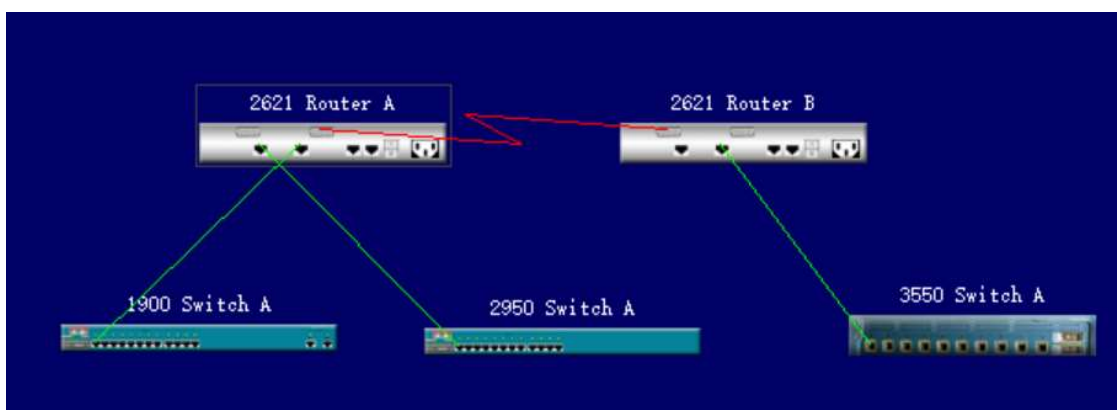 2621 Router A
2621 Router B
1900 Switch A
2950 Switch A
3550 Switch A